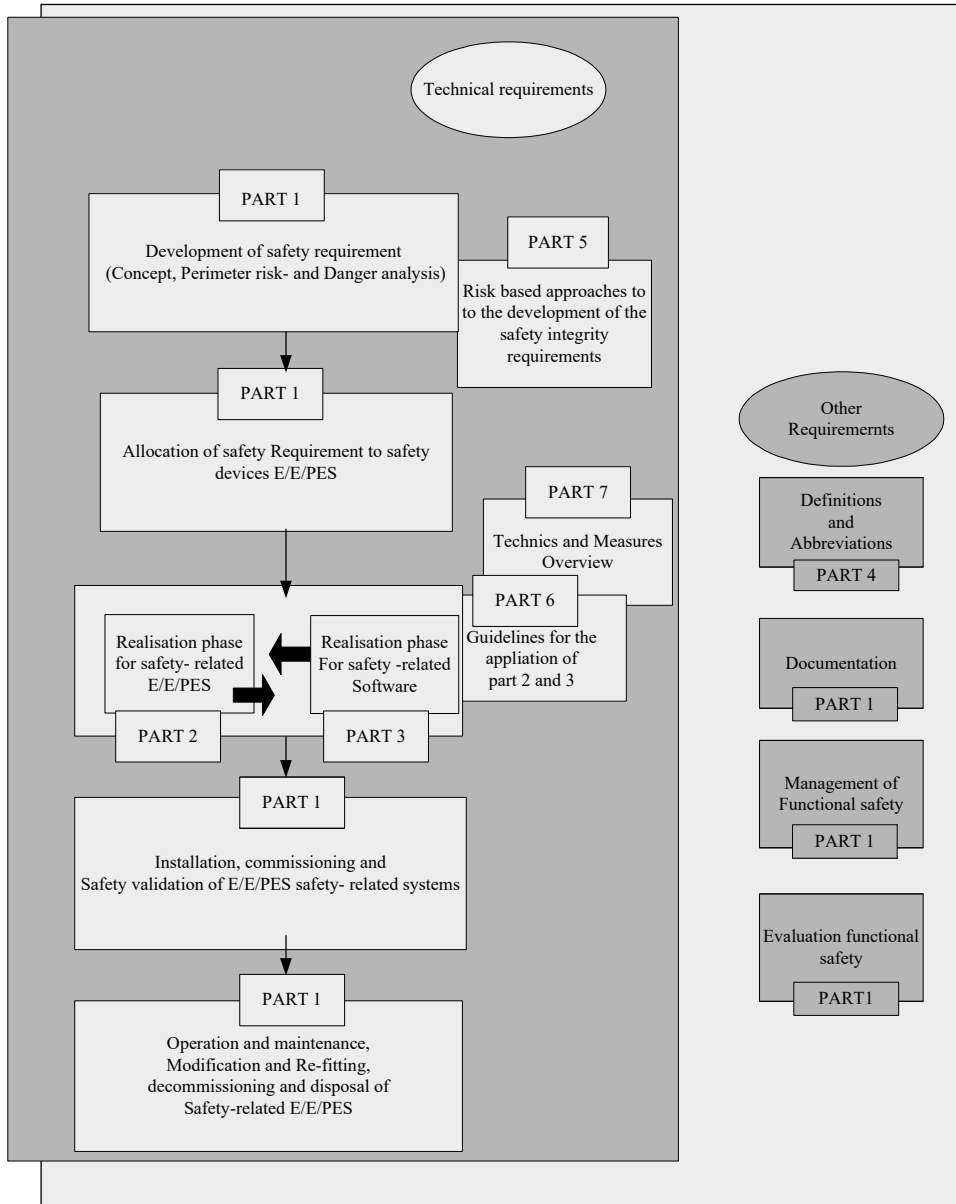 Technical requirements
PART 1
Development of safety requirement
(Concept, Perimeter risk- and Danger analysis)
PART 5
Risk based approaches to
to the development of the
safety integrity
requirements
PART 1
Allocation of safety Requirement to safety
devices E/E/PES
PART 7
Technics and Measures
Overview
PART 6
Guidelines for the
appliation of
part 2 and 3
Realisation phase
for safety- related
E/E/PES
PART 2
Realisation phase
For safety -related
Software
PART 3
PART 1
Installation, commissioning and
Safety validation of E/E/PES safety- related systems
PART 1
Operation and maintenance,
Modification and Re-fitting,
decommissioning and disposal of
Safety-related E/E/PES
Other
Requirememts
Definitions
and
Abbreviations
PART 4
Documentation
PART 1
Management of
Functional safety
PART 1
Evaluation functional
safety
PART1